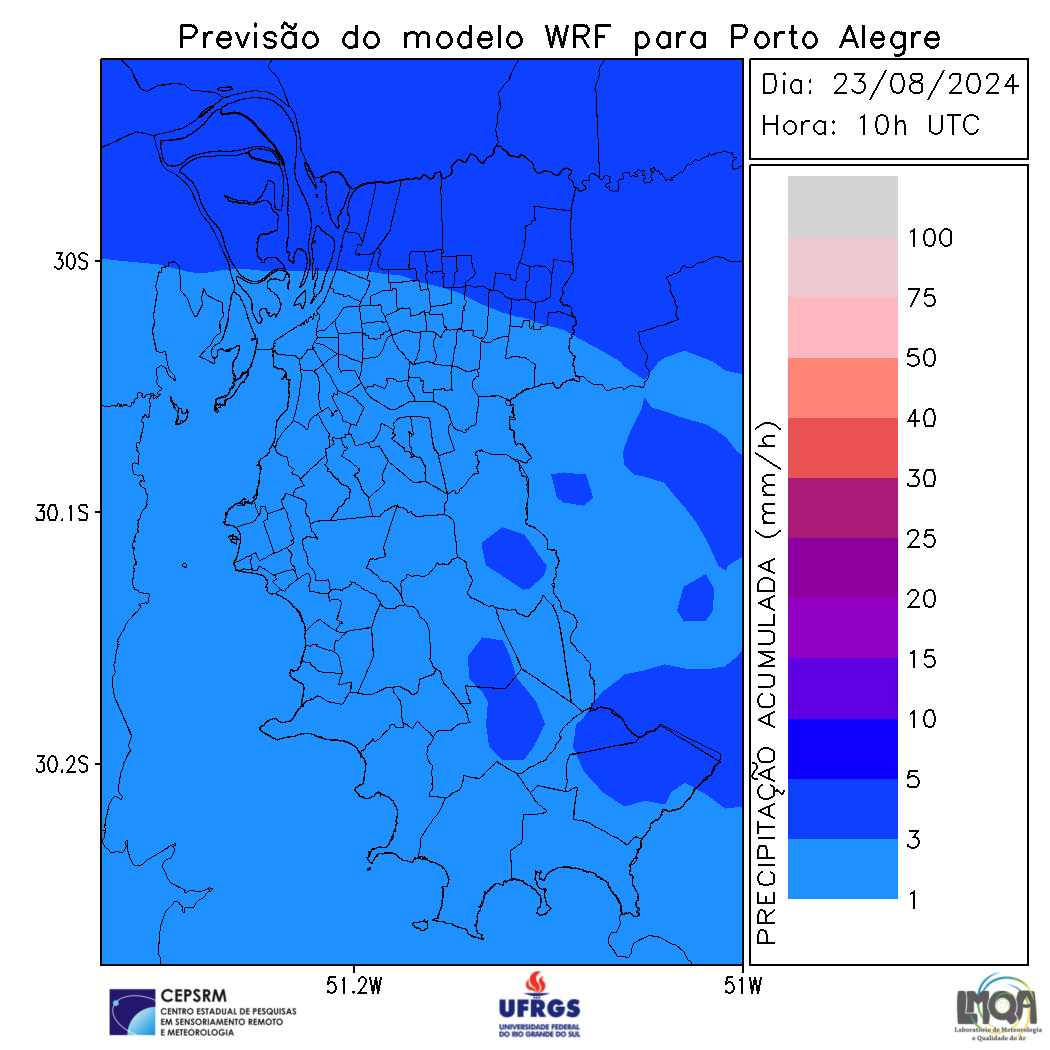 Previsão do modelo WRF para Porto Alegre
Dia: 23/08/2024
Hora: 10h UTC
30S
30.1S
30.2S
51.2W
51W
PRECIPITAÇÃO ACUMULADA (mm/h)
100
75
50
40
30
25
20
15
10
5
3
1
CEPSRM
CENTRO ESTADUAL DE PESQUISAS
EM SENSORIAMENTO REMOTO
E METEOROLOGIA
UFRGS
UNIVERSIDADE FEDERAL
DO RIO GRANDE DO SUL
LMQA
Laboratório de Meteorologia
e Qualidade do Ar